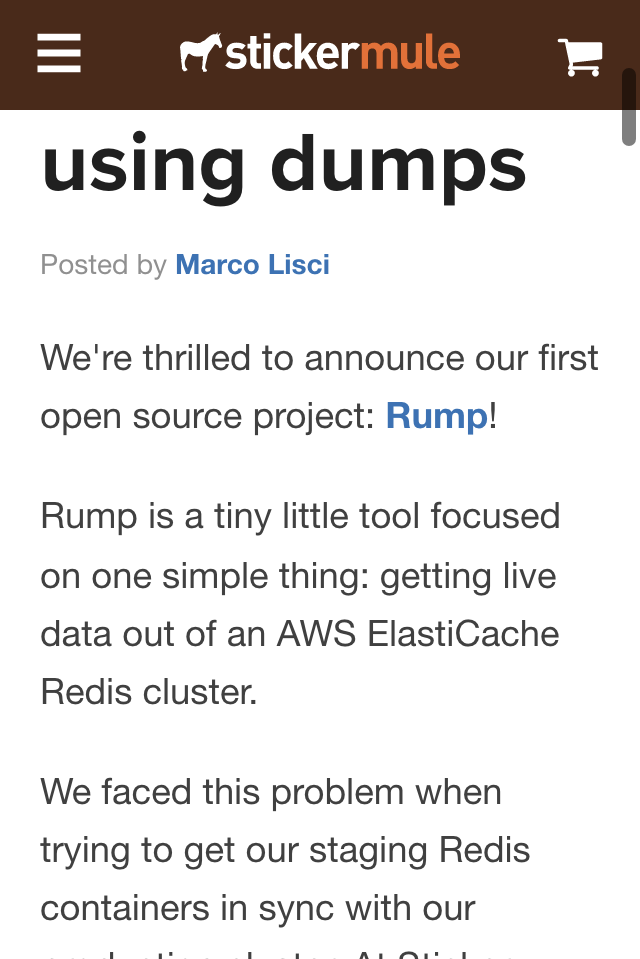 stickermule
using dumps
Posted by Marco Lisci
We're thrilled to announce our first
open source project: Rump!
Rump is a tiny little tool focused
on one simple thing: getting live
data out of an AWS ElastiCache
Redis cluster.
We faced this problem when
trying to get our staging Redis
containers in sync with our